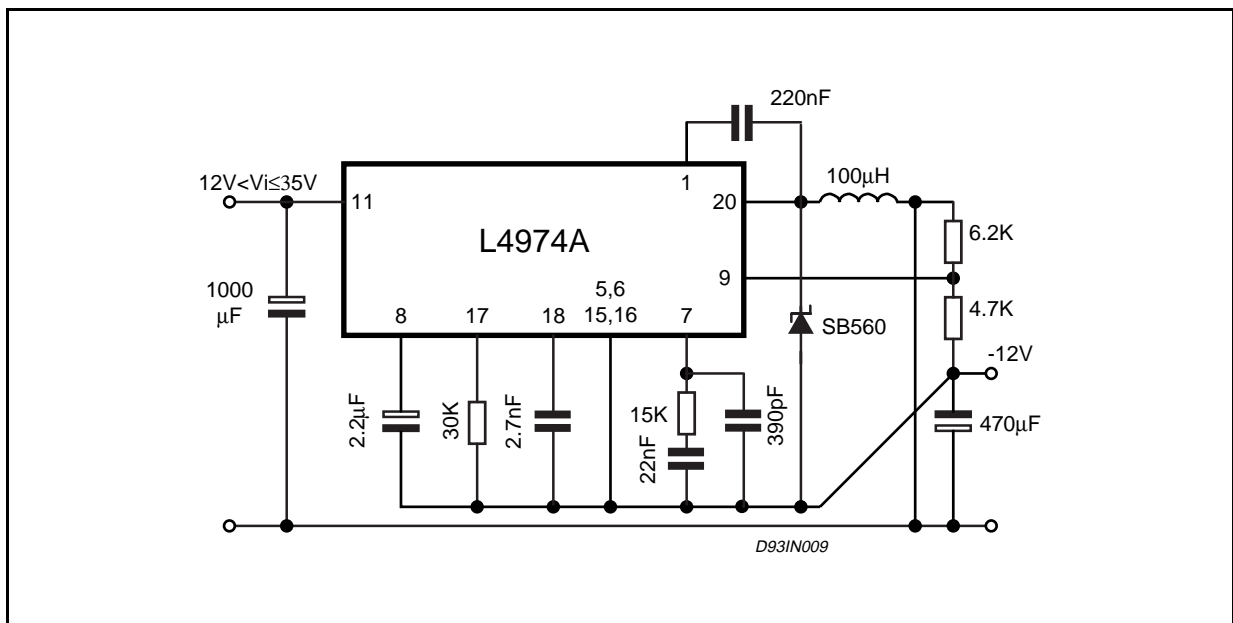 220nF
12V<Vi≤35V
1
100μH
11
20
6.2K
L4974A
9
1000
μF
5,6
8
17
18
15,16
7
SB560
4.7K
-12V
2.2μF
30K
2.7nF
15K
22nF
390pF
470μF
D93IN009